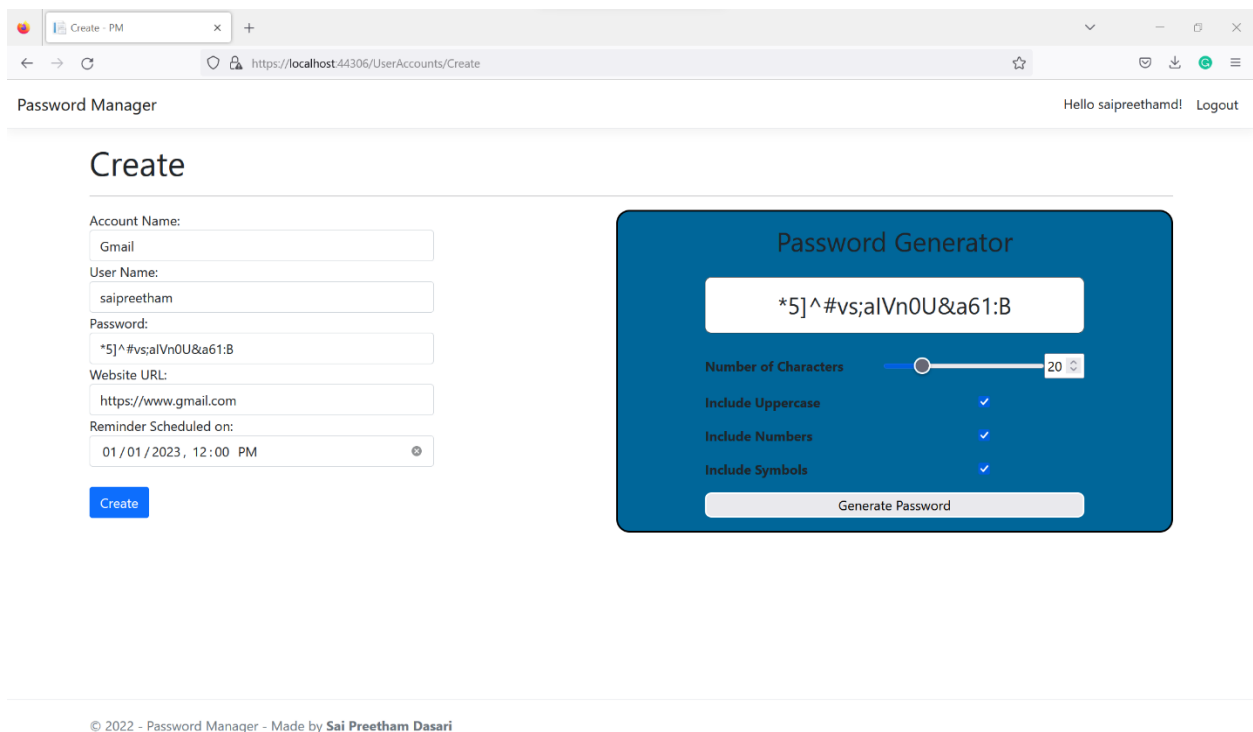 Create - PM
https://localhost:44306/UserAccounts/Create
Password Manager
Hello saipreethamd! Logout
Create
Account Name:
Gmail
User Name:
saipreetham
Password:
*5]^#vs;aIVn0U&a61:B
Website URL:
https://www.gmail.com
Reminder Scheduled on:
01/01/2023, 12:00 PM
Create
Password Generator
*5]^#vs;aIVn0U&a61:B
Number of Characters 20
Include Uppercase
Include Numbers
Include Symbols
Generate Password
© 2022 - Password Manager - Made by Sai Preetham Dasari